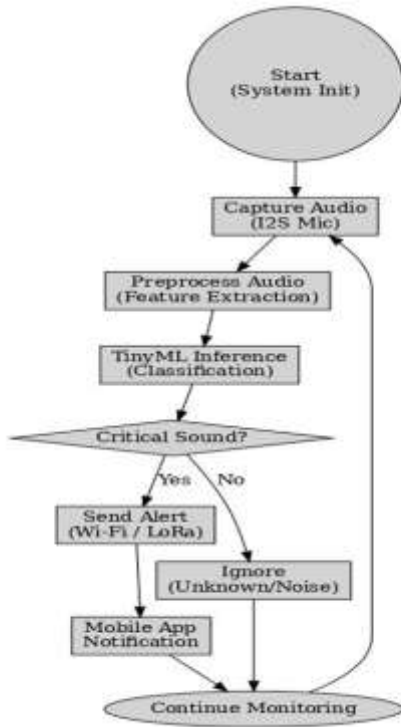 Start
(System Init)
Capture Audio
(I2S Mic)
Preprocess Audio
(Feature Extraction)
TinyML Inference
(Classification)
Critical Sound?
Yes
No
Send Alert
(Wi-Fi / LoRa)
Ignore
(Unknown/Noise)
Mobile App
Notification
Continue Monitoring